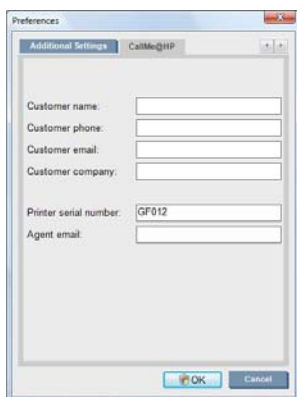 Preferences
Additional Settings CallMe@HP
Customer name:
Customer phone:
Customer email:
Customer company:
Printer serial number: GF012
Agent email:
OK Cancel